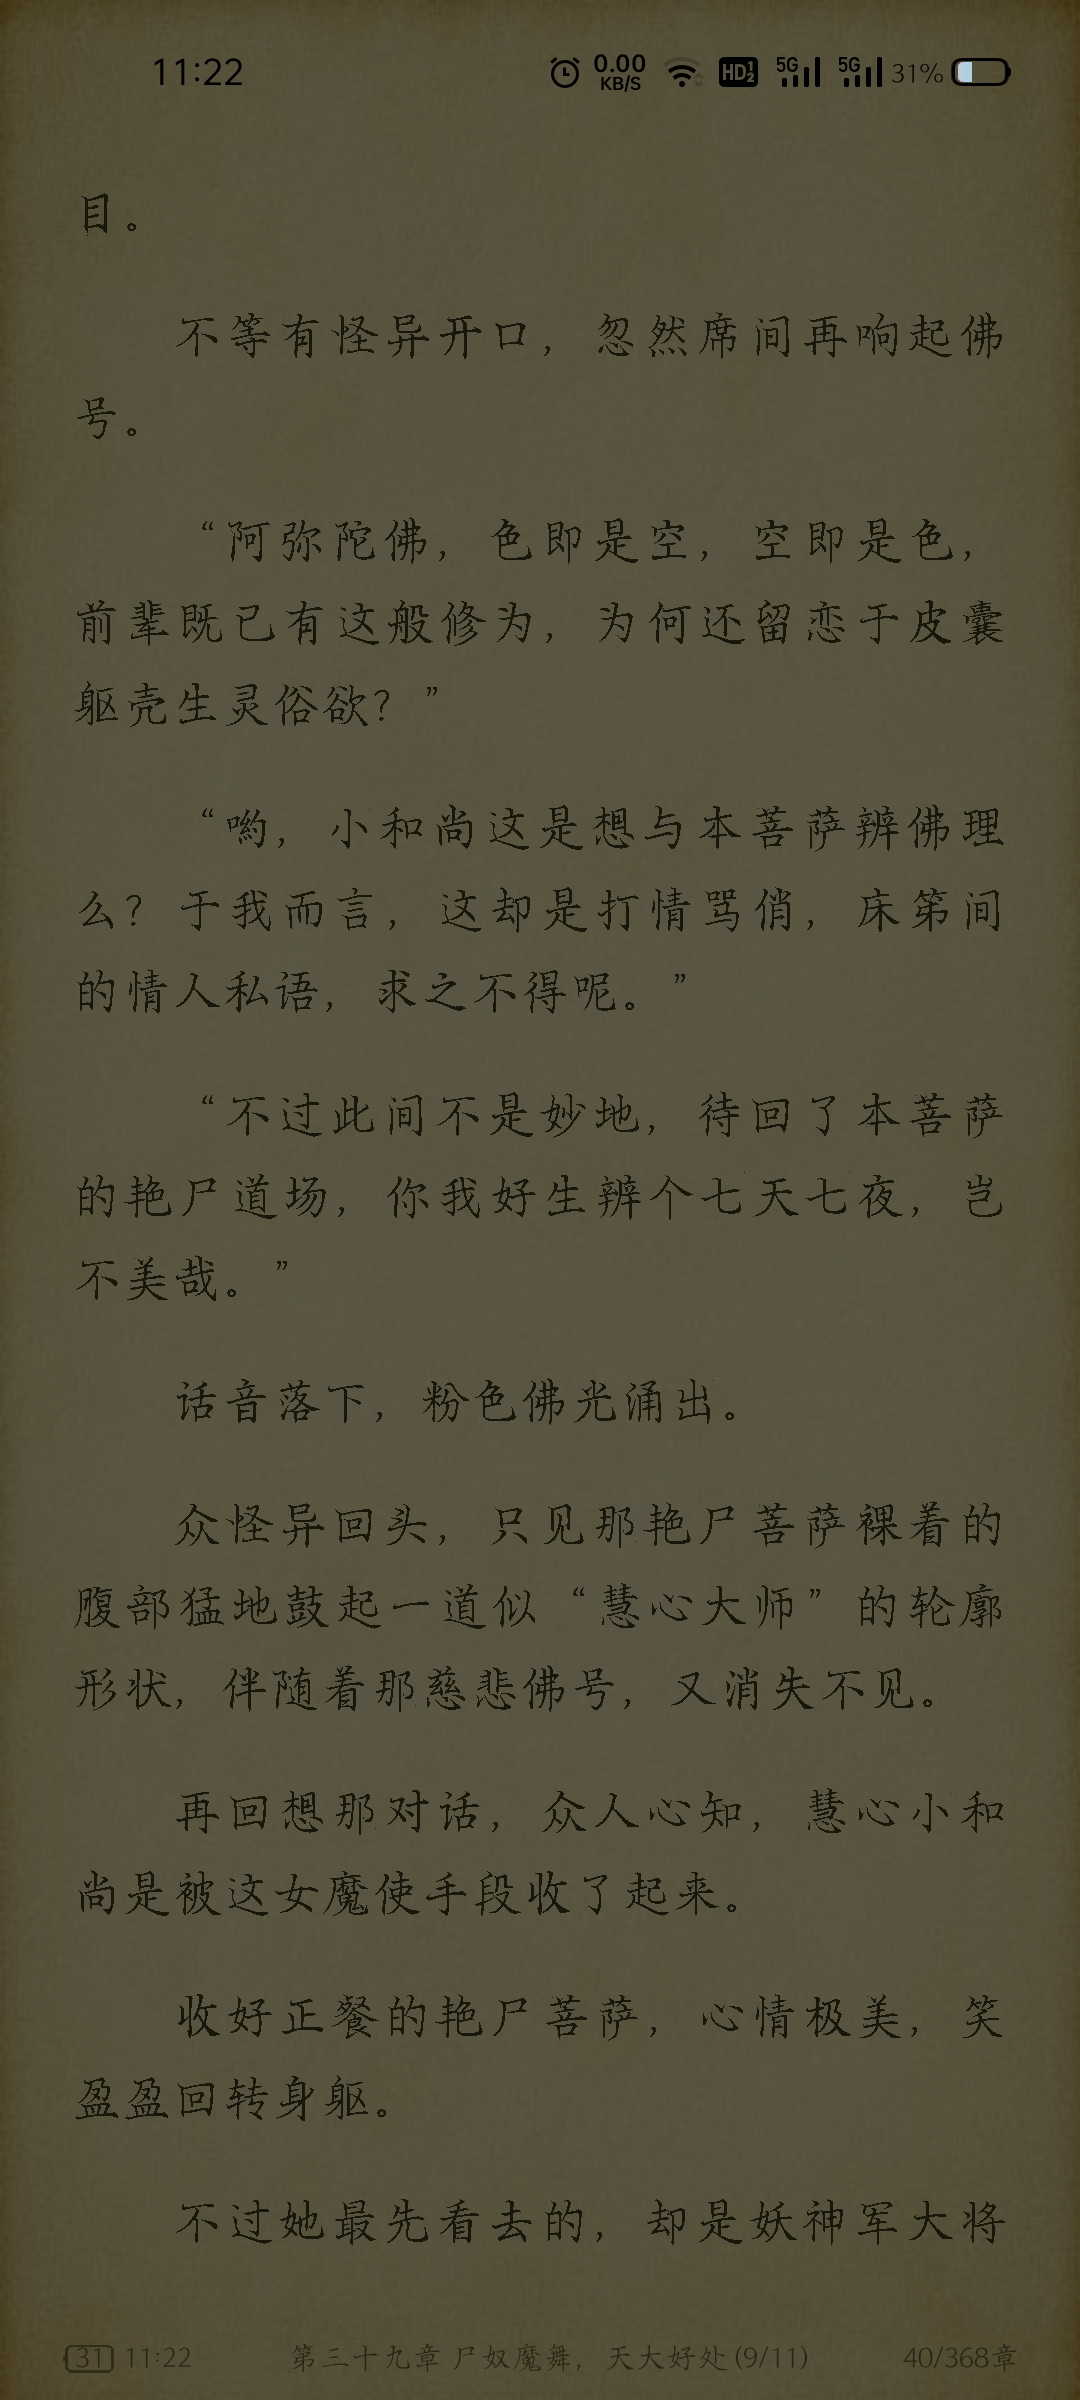 11:22
0.00 KB/S HD 1 2 5G 5G 31%
目。
不等有怪异开口，忽然席间再响起佛
号。
“阿弥陀佛，色即是空，空即是色，
前辈既已有这般修为，为何还留恋于皮囊
躯壳生灵俗欲？”
“哟，小和尚这是想与本菩萨辨佛理
么？于我而言，这却是打情骂俏，床笫间
的情人私语，求之不得呢。”
“不过此间不是妙地，待回了本菩萨
的艳尸道场，你我好生辨个七天七夜，岂
不美哉。”
话音落下，粉色佛光涌出。
众怪异回头，只见那艳尸菩萨裸着的
腹部猛地鼓起一道似“慧心大师”的轮廓
形状，伴随着那慈悲佛号，又消失不见。
再回想那对话，众人心知，慧心小和
尚是被这女魔使手段收了起来。
收好正餐的艳尸菩萨，心情极美，笑
盈盈回转身躯。
不过她最先看去的，却是妖神军大将
31 11:22 第三十九章 尸奴魔舞，天大好处(9/11) 40/368章